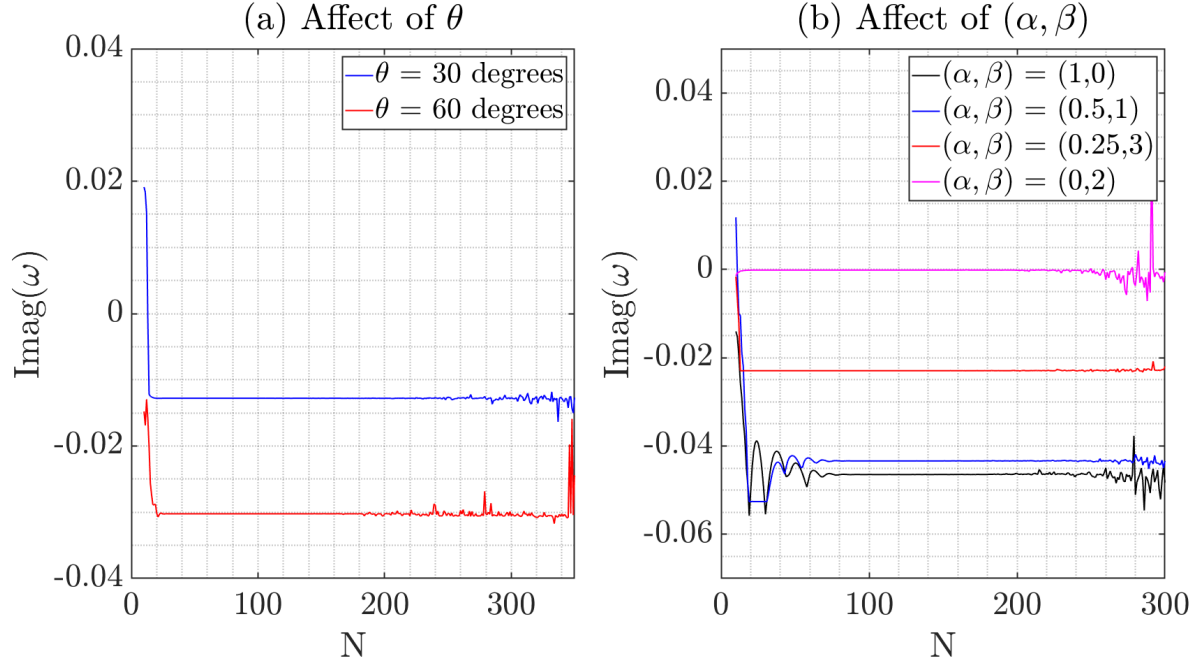 (a) Affect of θ
0.04
0.02
0
-0.02
-0.04
Imag(ω)
0
100
200
300
N
θ = 30 degrees
θ = 60 degrees
(b) Affect of (α, β)
0.04
0.02
0
-0.02
-0.04
-0.06
Imag(ω)
0
100
200
300
N
(α, β) = (1,0)
(α, β) = (0.5,1)
(α, β) = (0.25,3)
(α, β) = (0,2)